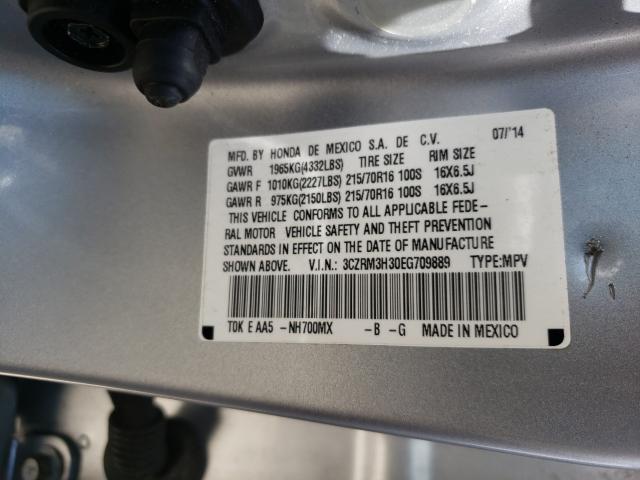 MFD. BY HONDA DE MEXICO S.A. DE C.V. 07/'14
GVWR 1965KG(4332LBS) TIRE SIZE RIM SIZE
GAWR F 1010KG(2227LBS) 215/70R16 100S 16X6.5J
GAWR R 975KG(2150LBS) 215/70R16 100S 16X6.5J
THIS VEHICLE CONFORMS TO ALL APPLICABLE FEDE-
RAL MOTOR VEHICLE SAFETY AND THEFT PREVENTION
STANDARDS IN EFFECT ON THE DATE OF MANUFACTURE
SHOWN ABOVE. V.I.N.: 3CZRM3H30EG709889 TYPE:MPV
T0K E AA5 -NH700MX -B -G MADE IN MEXICO